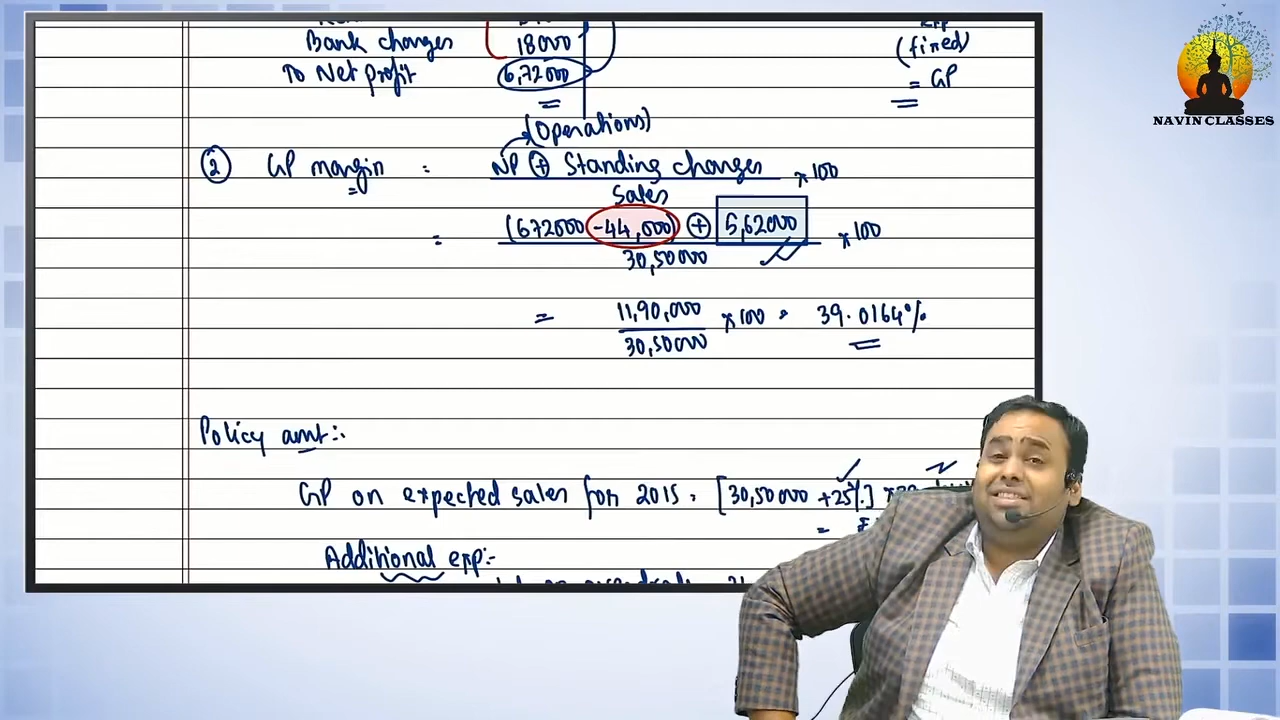 Bank charges 18000
To Net profit 6,72000
(fixed)
= GP
(Operations)
② GP margin : NP ⊕ Standing charges × 100
Sales
= (672000 -44,000) ⊕ 5,62000 × 100
30,50000
= 11,90,000 × 100 = 39.0164%
30,50000
Policy amt:-
GP on expected sales for 2015 = [30,50000 +25%]
Additional exp:-
NAVIN CLASSES